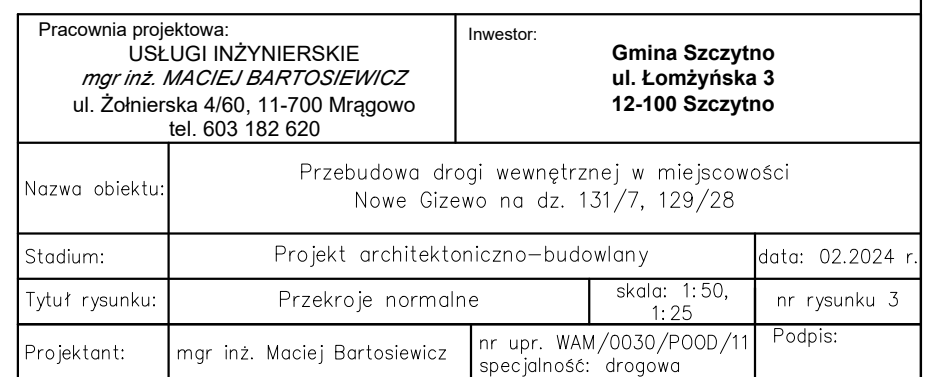 Pracownia projektowa:
USŁUGI INŻYNIERSKIE
mgr inż. MACIEJ BARTOSIEWICZ
ul. Żołnierska 4/60, 11-700 Mrągowo
tel. 603 182 620
Inwestor:
Gmina Szczytno
ul. Łomżyńska 3
12-100 Szczytno
Nazwa obiektu:
Przebudowa drogi wewnętrznej w miejscowości
Nowe Gizewo na dz. 131/7, 129/28
Stadium:
Projekt architektoniczno-budowlany
data: 02.2024 r.
Tytuł rysunku:
Przekroje normalne
skala: 1:50,
1:25
nr rysunku 3
Projektant:
mgr inż. Maciej Bartosiewicz
nr upr. WAM/0030/POOD/11
specjalność: drogowa
Podpis: